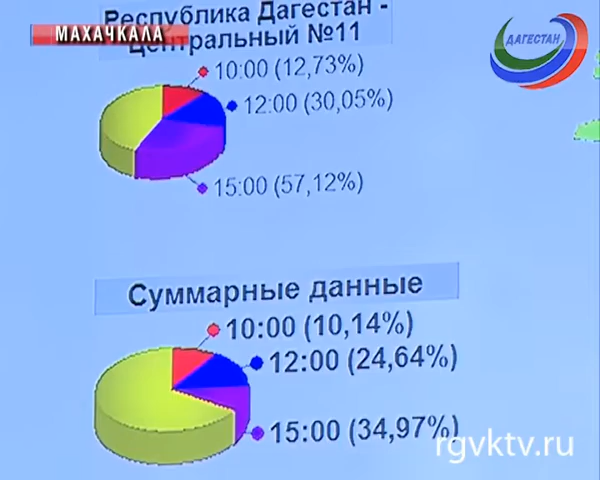 Республика Дагестан -
Центральный №11
МАХАЧКАЛА
ДАГЕСТАН
10:00 (12,73%)
12:00 (30,05%)
15:00 (57,12%)
Суммарные данные
10:00 (10,14%)
12:00 (24,64%)
15:00 (34,97%)
rgvktv.ru